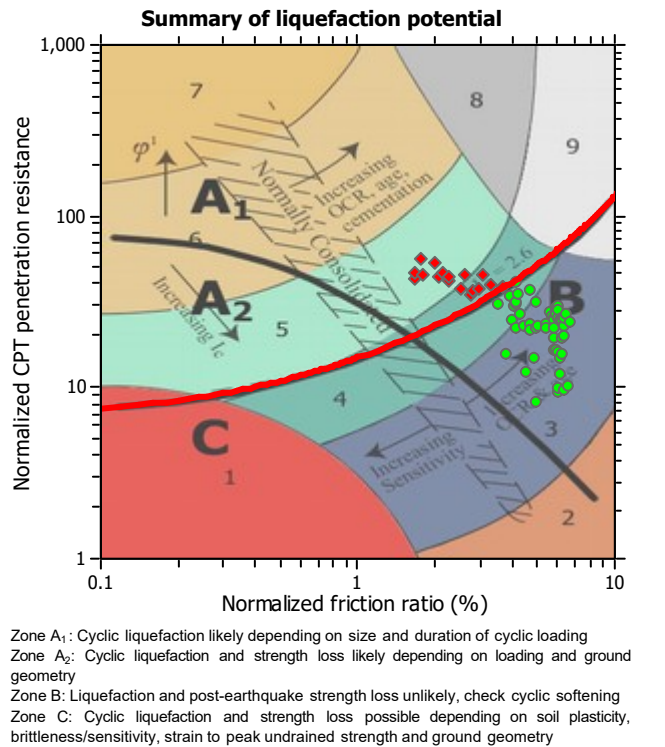 Summary of liquefaction potential
Normalized CPT penetration resistance
1,000
100
10
1
7
8
9
φ'
Increasing
OCR, age,
cementation
A1
Normally Consolidated
6
A2
Increasing Ic
= 2.6
B
5
4
Increasing
OCR & age
3
C
1
Increasing
Sensitivity
2
0.1
1
10
Normalized friction ratio (%)
Zone A1: Cyclic liquefaction likely depending on size and duration of cyclic loading
Zone A2: Cyclic liquefaction and strength loss likely depending on loading and ground
geometry
Zone B: Liquefaction and post-earthquake strength loss unlikely, check cyclic softening
Zone C: Cyclic liquefaction and strength loss possible depending on soil plasticity,
brittleness/sensitivity, strain to peak undrained strength and ground geometry